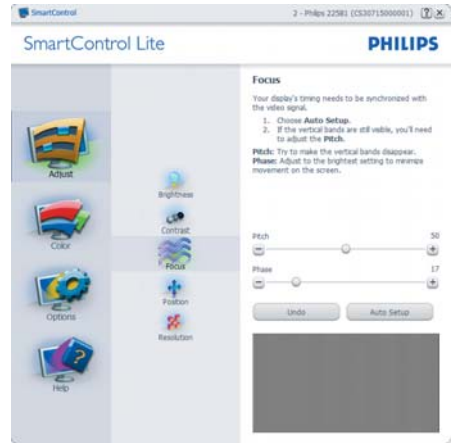 SmartControl
2 - Philips 225B1 (CS30715000001)
SmartControl Lite
PHILIPS
Adjust
Color
Options
Help
Brightness
Contrast
Focus
Position
Resolution
Focus
Your display's timing needs to be synchronized with
the video signal.
1. Choose Auto Setup.
2. If the vertical bands are still visible, you'll need
to adjust the Pitch.
Pitch: Try to make the vertical bands disappear.
Phase: Adjust to the brightest setting to minimize
movement on the screen.
Pitch 50
Phase 17
Undo
Auto Setup